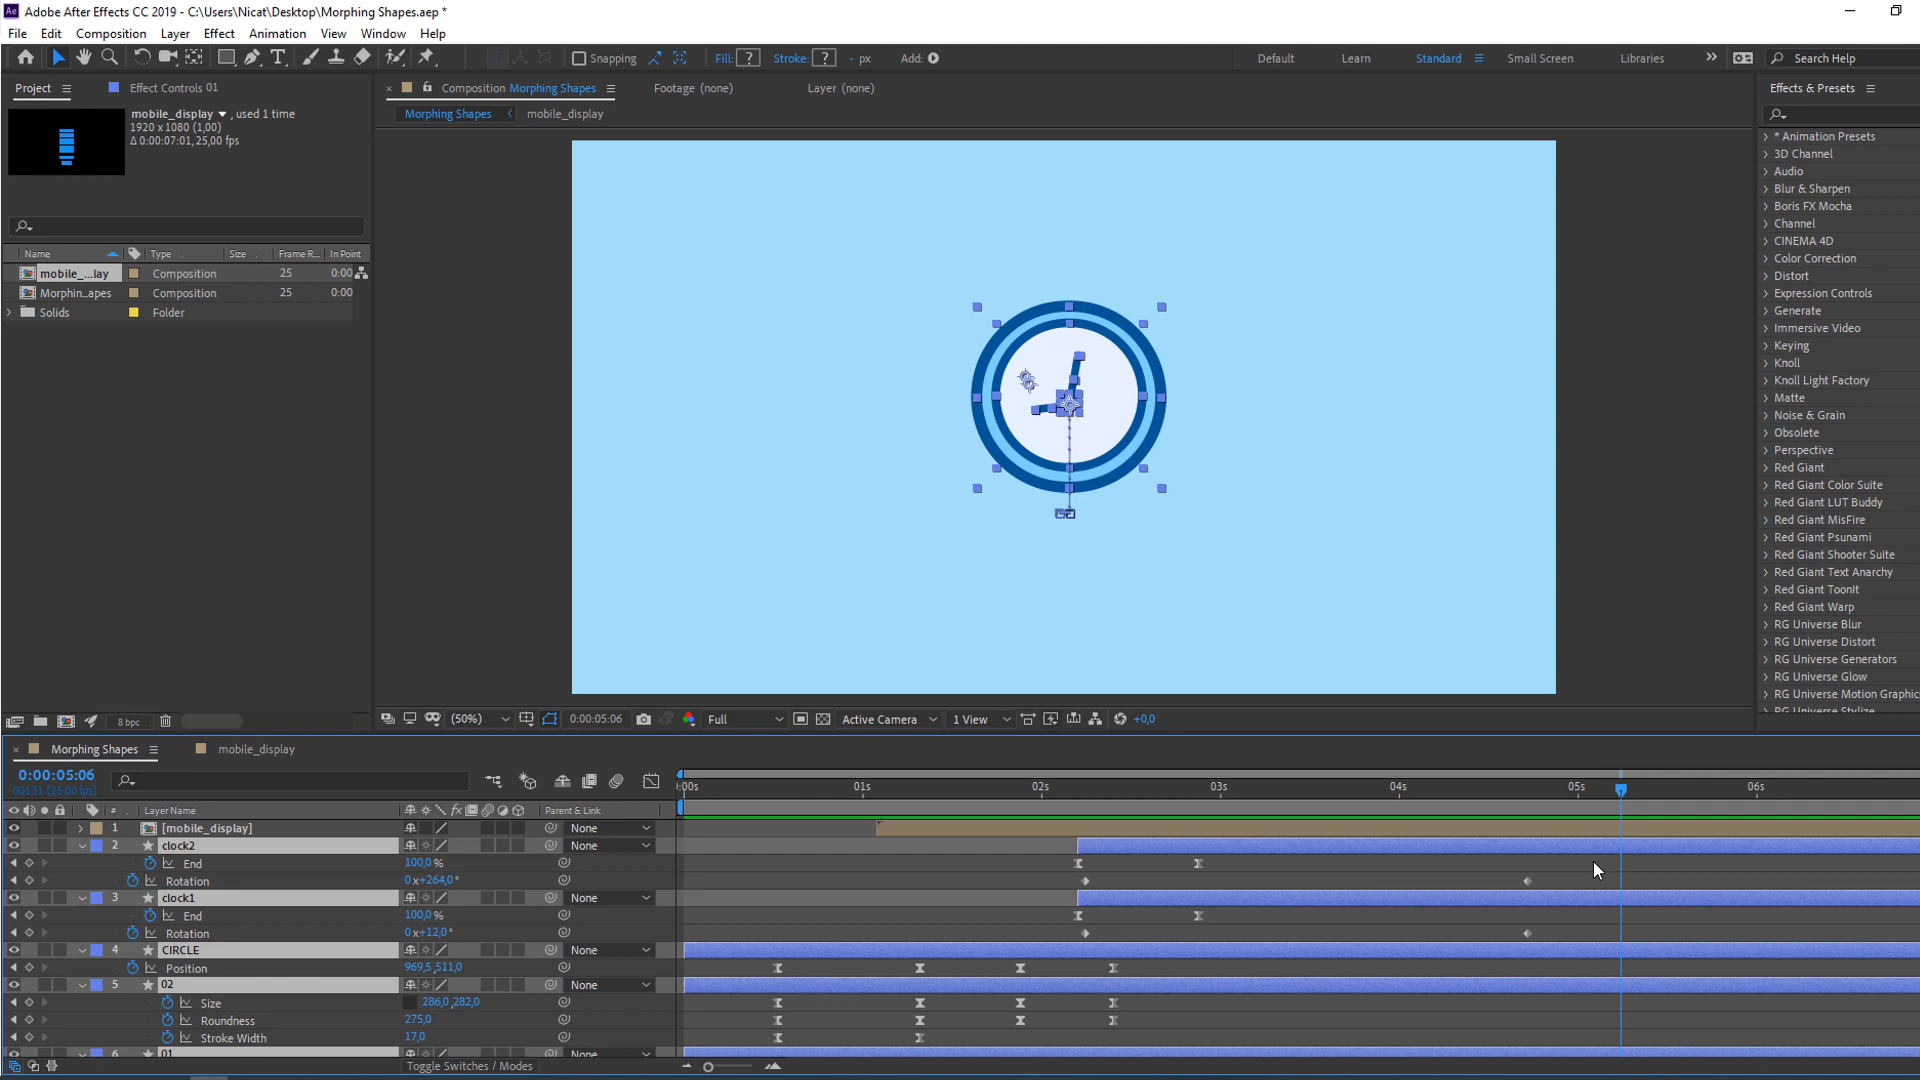 Adobe After Effects CC 2019 - C:\Users\Nicat\Desktop\Morphing Shapes.aep *
File Edit Composition Layer Effect Animation View Window Help
Snapping Fill: ? Stroke: ? - px Add: Default Learn Standard Small Screen Libraries Search Help
Project Effect Controls 01 Composition Morphing Shapes Footage (none) Layer (none) Effects & Presets
Morphing Shapes mobile_display
mobile_display , used 1 time
1920 x 1080 (1,00)
Δ 0:00:07:01, 25,00 fps
Name Type Size Frame R... In Point
mobile_...lay Composition 25 0:00
Morphin...apes Composition 25 0:00
Solids Folder
* Animation Presets
3D Channel
Audio
Blur & Sharpen
Boris FX Mocha
Channel
CINEMA 4D
Color Correction
Distort
Expression Controls
Generate
Immersive Video
Keying
Knoll
Knoll Light Factory
Matte
Noise & Grain
Obsolete
Perspective
Red Giant
Red Giant Color Suite
Red Giant LUT Buddy
Red Giant MisFire
Red Giant Psunami
Red Giant Shooter Suite
Red Giant Text Anarchy
Red Giant ToonIt
Red Giant Warp
RG Universe Blur
RG Universe Distort
RG Universe Generators
RG Universe Glow
RG Universe Motion Graphics
RG Universe Stylize
8 bpc (50%) 0:00:05:06 Full Active Camera 1 View +0,0
Morphing Shapes mobile_display
0:00:05:06
00131 (25.00 fps)
:00s 01s 02s 03s 04s 05s 06s
# Layer Name fx Parent & Link
1 [mobile_display] None
2 clock2 None
End 100,0 %
Rotation 0 x+264,0 °
3 clock1 None
End 100,0 %
Rotation 0 x+12,0 °
4 CIRCLE None
Position 969,5 ,511,0
5 02 None
Size 286,0 ,282,0
Roundness 275,0
Stroke Width 17,0
6 01 None
Toggle Switches / Modes